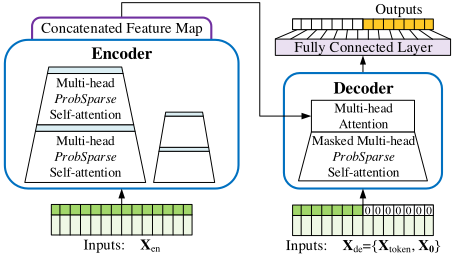 Concatenated Feature Map
Encoder
Multi-head
ProbSparse
Self-attention
Multi-head
ProbSparse
Self-attention
Inputs: Xen
Outputs
Fully Connected Layer
Decoder
Multi-head
Attention
Masked Multi-head
ProbSparse
Self-attention
0 0 0 0 0 0 0
Inputs: Xde={Xtoken, X0}